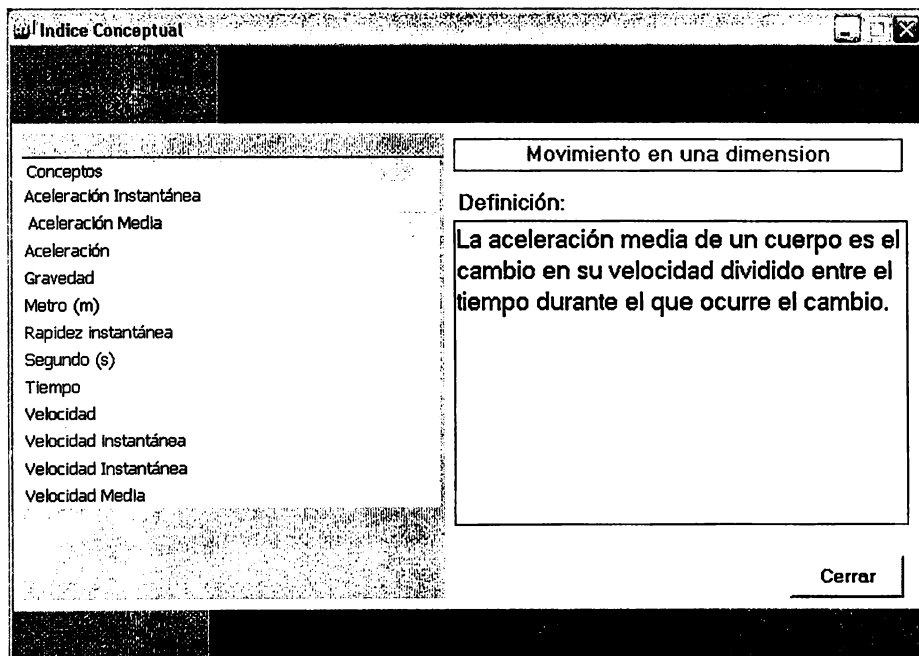 Indice Conceptual
Conceptos
Aceleración Instantánea
Aceleración Media
Aceleración
Gravedad
Metro (m)
Rapidez instantánea
Segundo (s)
Tiempo
Velocidad
Velocidad Instantánea
Velocidad Instantánea
Velocidad Media
Movimiento en una dimension
Definición:
La aceleración media de un cuerpo es el
cambio en su velocidad dividido entre el
tiempo durante el que ocurre el cambio.
Cerrar